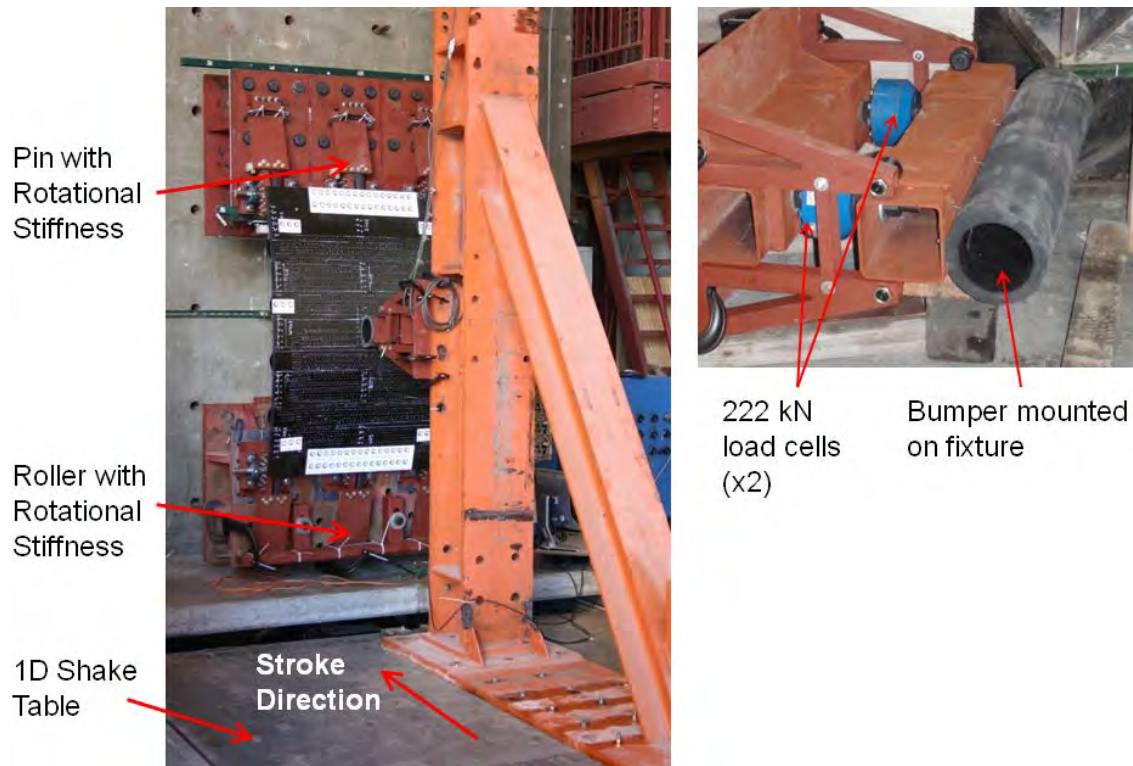 Pin with
Rotational
Stiffness
Roller with
Rotational
Stiffness
1D Shake
Table
Stroke
Direction
222 kN
load cells
(x2)
Bumper mounted
on fixture